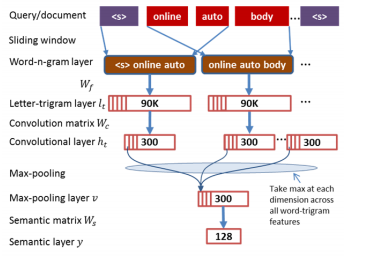 Query/document <s> online auto body ... <s>
Sliding window
Word-n-gram layer <s> online auto online auto body ...
W_f
Letter-trigram layer l_t 90K 90K ...
Convolution matrix W_c
Convolutional layer h_t 300 300 ... 300
Max-pooling
Take max at each
dimension across
all word-trigram
features
Max-pooling layer v 300
Semantic matrix W_s
Semantic layer y 128